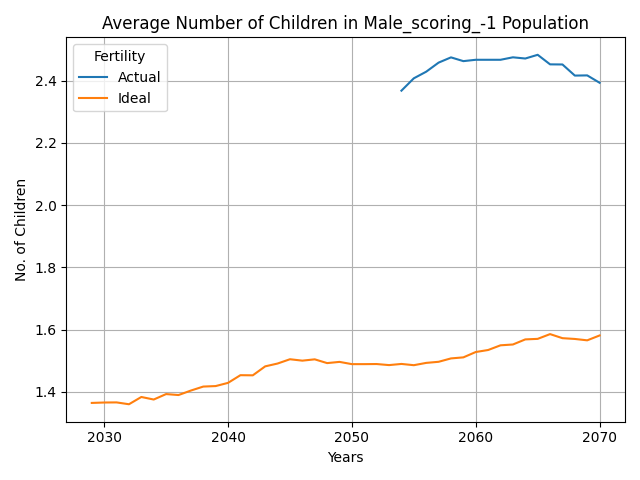 Average Number of Children in Male_scoring_-1 Population
Fertility
Actual
Ideal
No. of Children
2.4
2.2
2.0
1.8
1.6
1.4
2030 2040 2050 2060 2070
Years